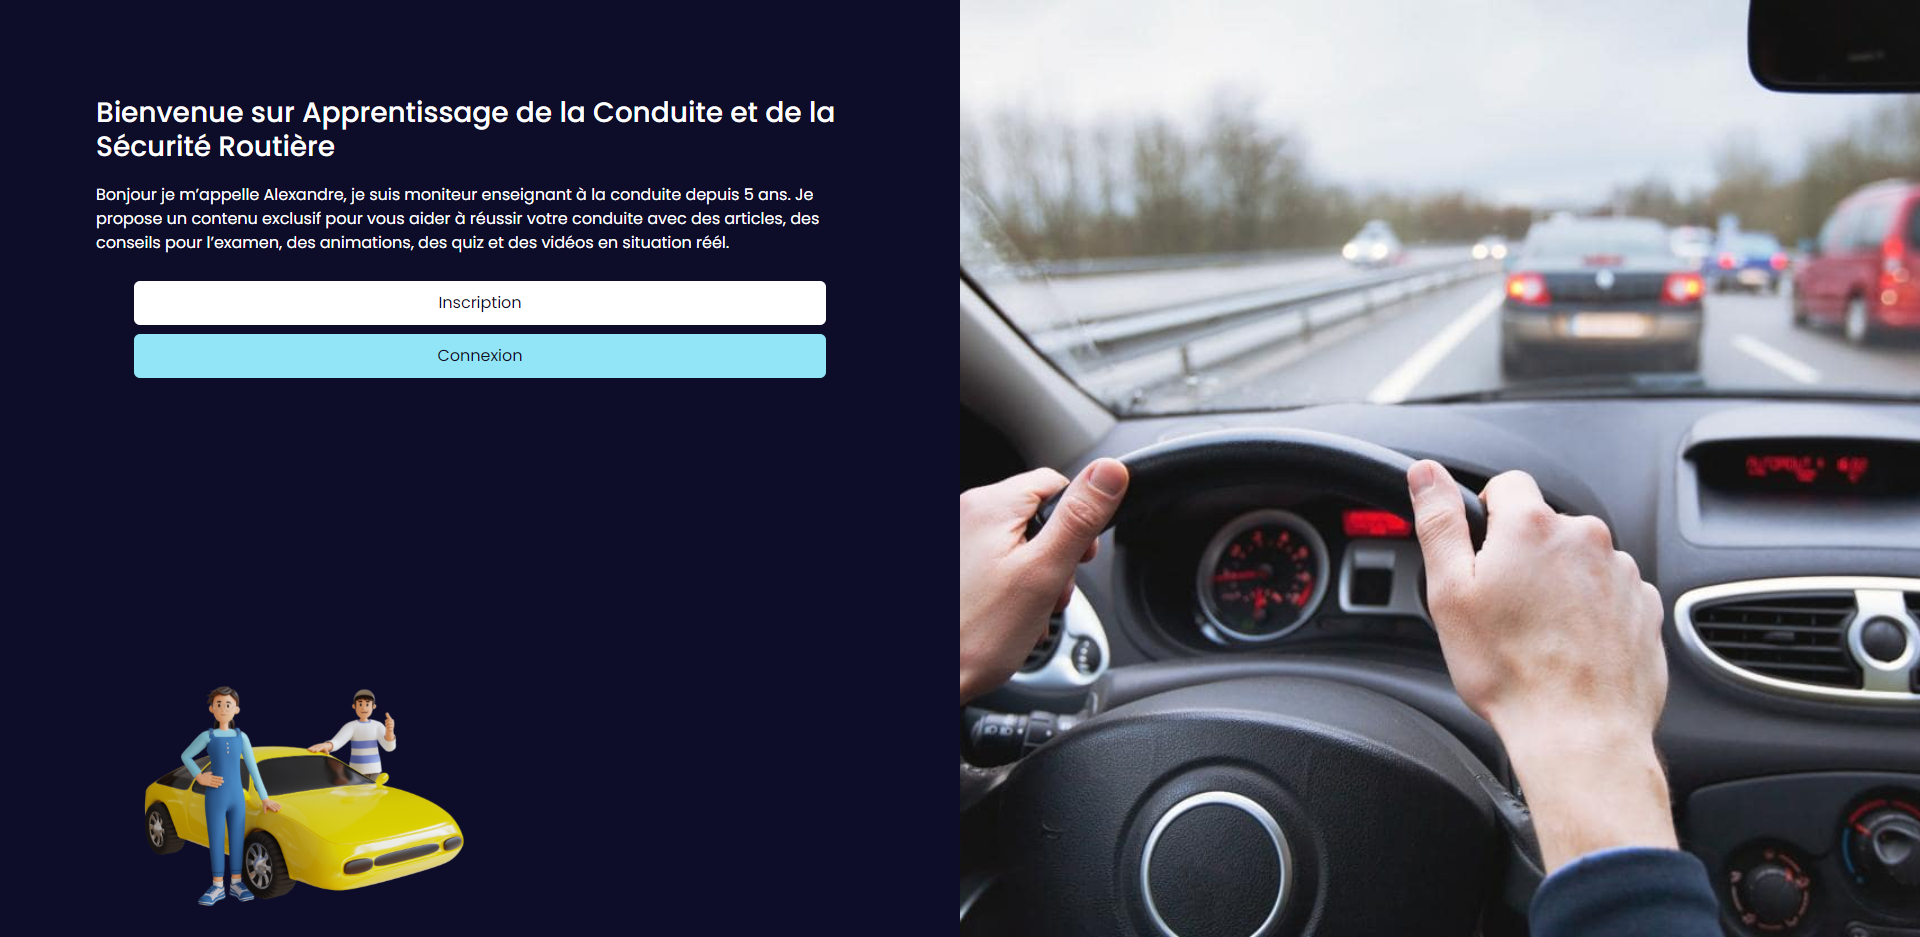 Bienvenue sur Apprentissage de la Conduite et de la
Sécurité Routière
Bonjour je m’appelle Alexandre, je suis moniteur enseignant à la conduite depuis 5 ans. Je
propose un contenu exclusif pour vous aider à réussir votre conduite avec des articles, des
conseils pour l’examen, des animations, des quiz et des vidéos en situation réél.
Inscription
Connexion